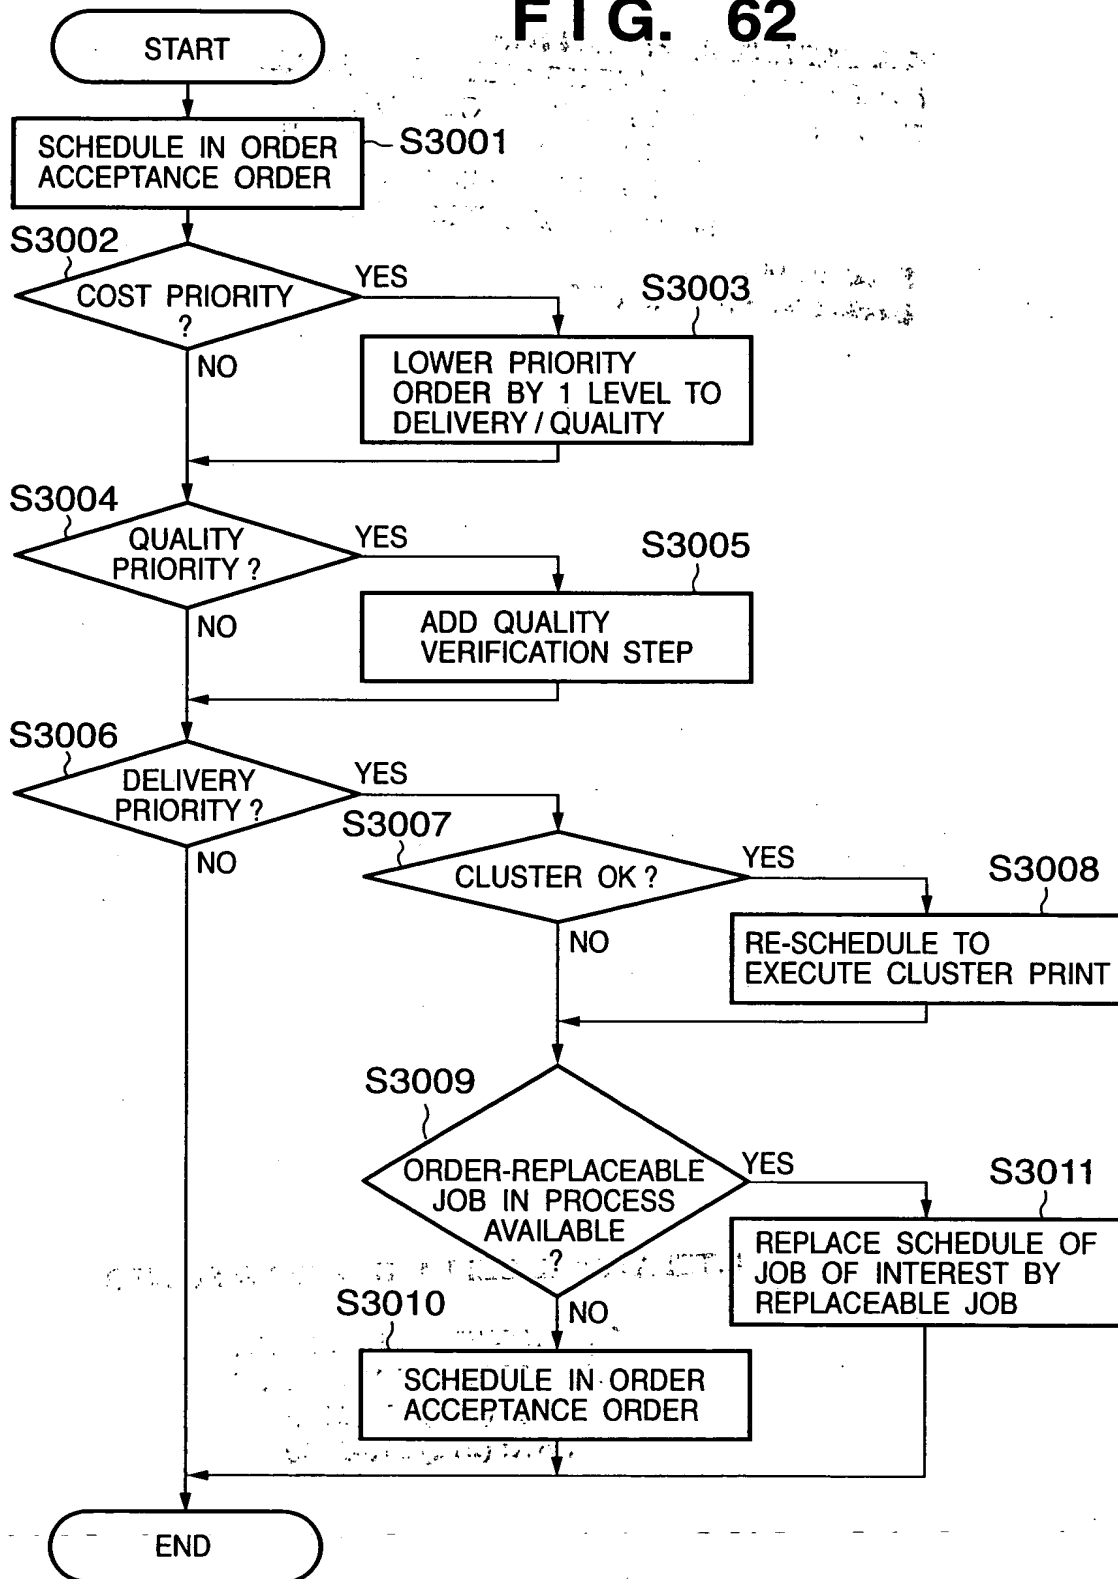 FIG. 62
START
SCHEDULE IN ORDER
ACCEPTANCE ORDER
S3001
S3002
COST PRIORITY
?
YES
NO
S3003
LOWER PRIORITY
ORDER BY 1 LEVEL TO
DELIVERY / QUALITY
S3004
QUALITY
PRIORITY ?
YES
NO
S3005
ADD QUALITY
VERIFICATION STEP
S3006
DELIVERY
PRIORITY ?
YES
NO
S3007
CLUSTER OK ?
YES
NO
S3008
RE-SCHEDULE TO
EXECUTE CLUSTER PRINT
S3009
ORDER-REPLACEABLE
JOB IN PROCESS
AVAILABLE
?
YES
NO
S3011
REPLACE SCHEDULE OF
JOB OF INTEREST BY
REPLACEABLE JOB
S3010
SCHEDULE IN ORDER
ACCEPTANCE ORDER
END